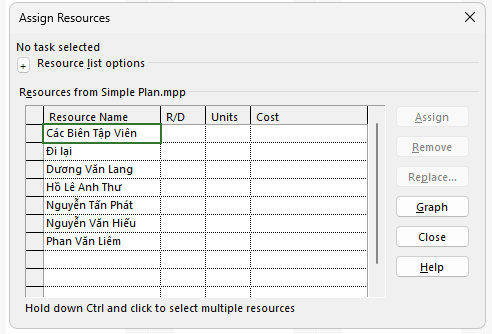 Assign Resources
No task selected
+ Resource list options
Resources from Simple Plan.mpp
Resource Name R/D Units Cost
Các Biên Tập Viên
Đi lại
Dương Văn Lang
Hồ Lê Anh Thư
Nguyễn Tấn Phát
Nguyễn Văn Hiếu
Phan Văn Liêm
Assign
Remove
Replace...
Graph
Close
Help
Hold down Ctrl and click to select multiple resources